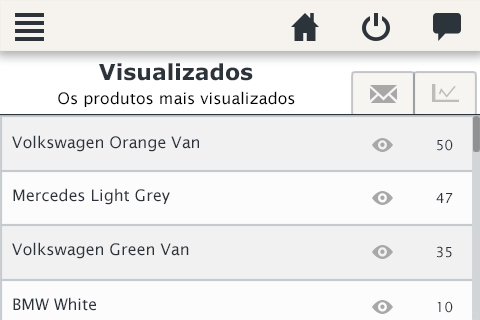 Visualizados
Os produtos mais visualizados
Volkswagen Orange Van 50
Mercedes Light Grey 47
Volkswagen Green Van 35
BMW White 10